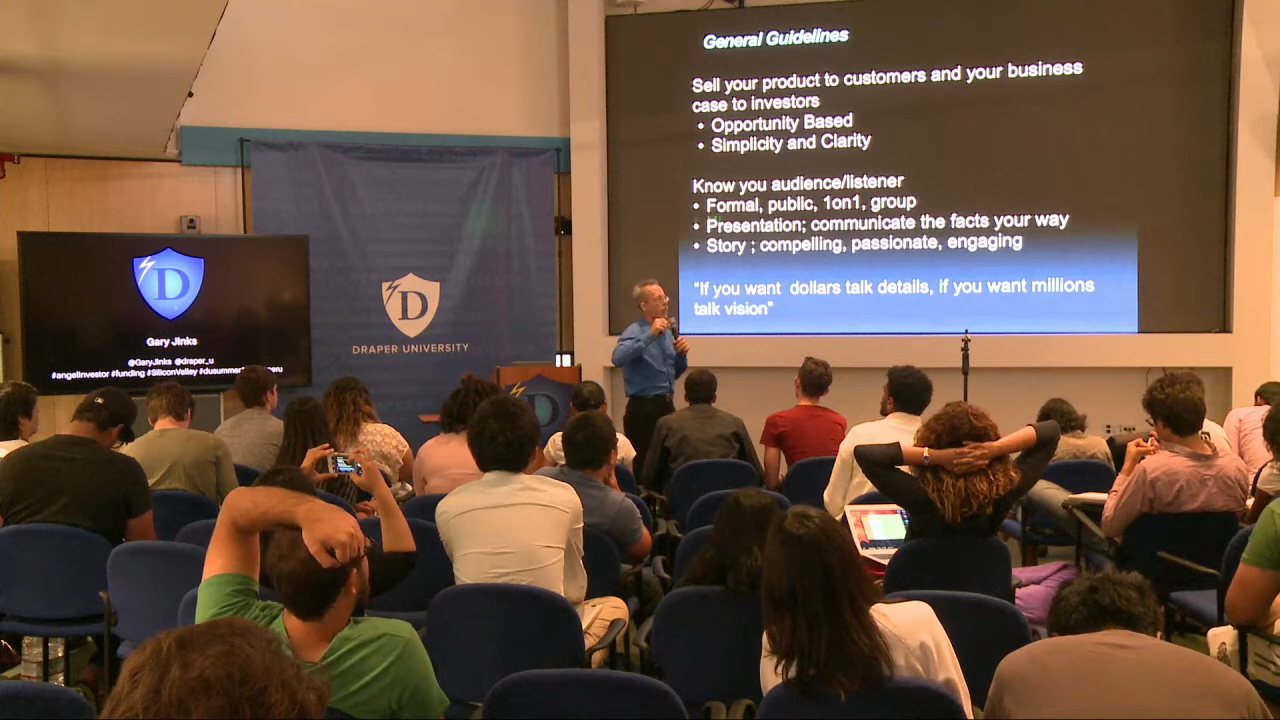 General Guidelines
Sell your product to customers and your business
case to investors
• Opportunity Based
• Simplicity and Clarity
Know you audience/listener
• Formal, public, 1on1, group
• Presentation; communicate the facts your way
• Story ; compelling, passionate, engaging
"If you want dollars talk details, if you want millions
talk vision"
D
Gary Jinks
@GaryJinks @draper_u
#angelinvestor #funding #SiliconValley
D
DRAPER UNIVERSITY
D